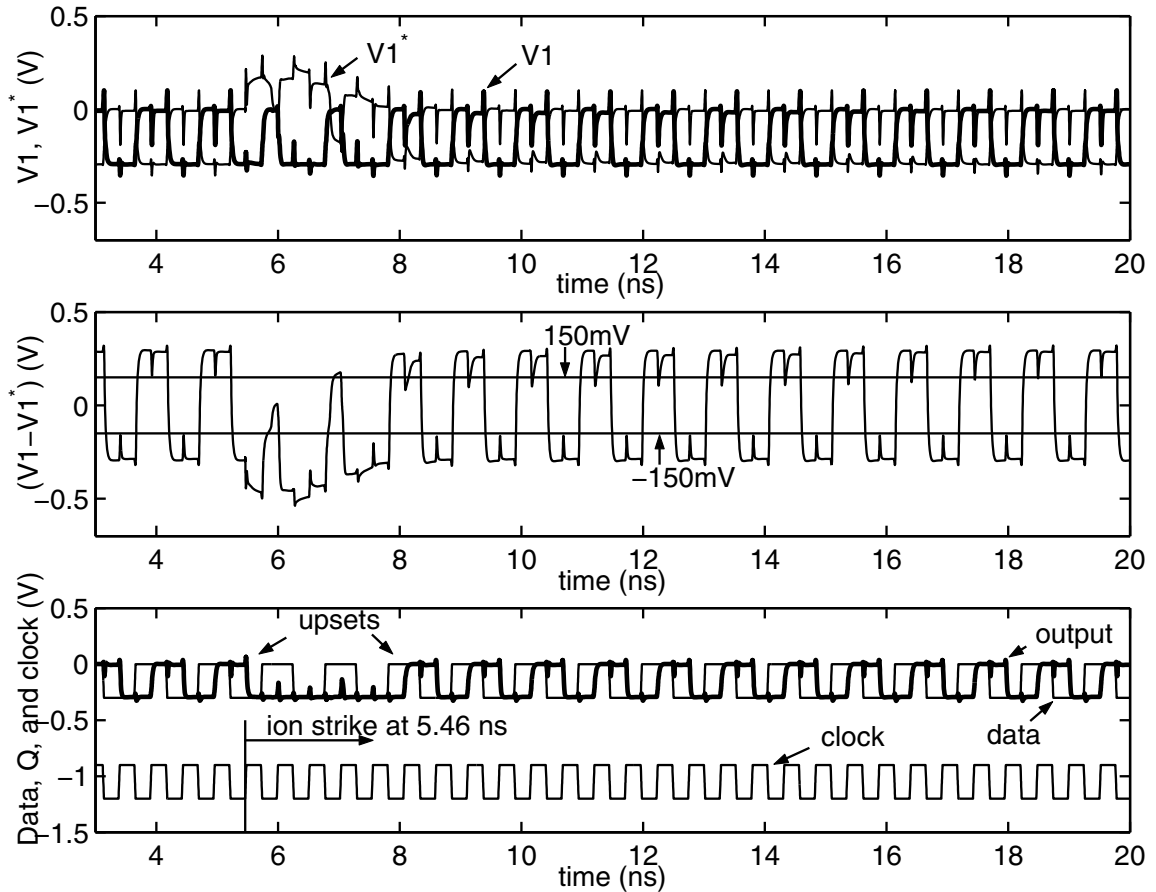 V1, V1* (V)
0.5
0
−0.5
V1*
V1
4 6 8 10 12 14 16 18 20
time (ns)
(V1−V1*) (V)
0.5
0
−0.5
150mV
−150mV
4 6 8 10 12 14 16 18 20
time (ns)
Data, Q, and clock (V)
0.5
0
−0.5
−1
−1.5
upsets
output
ion strike at 5.46 ns
clock
data
4 6 8 10 12 14 16 18 20
time (ns)